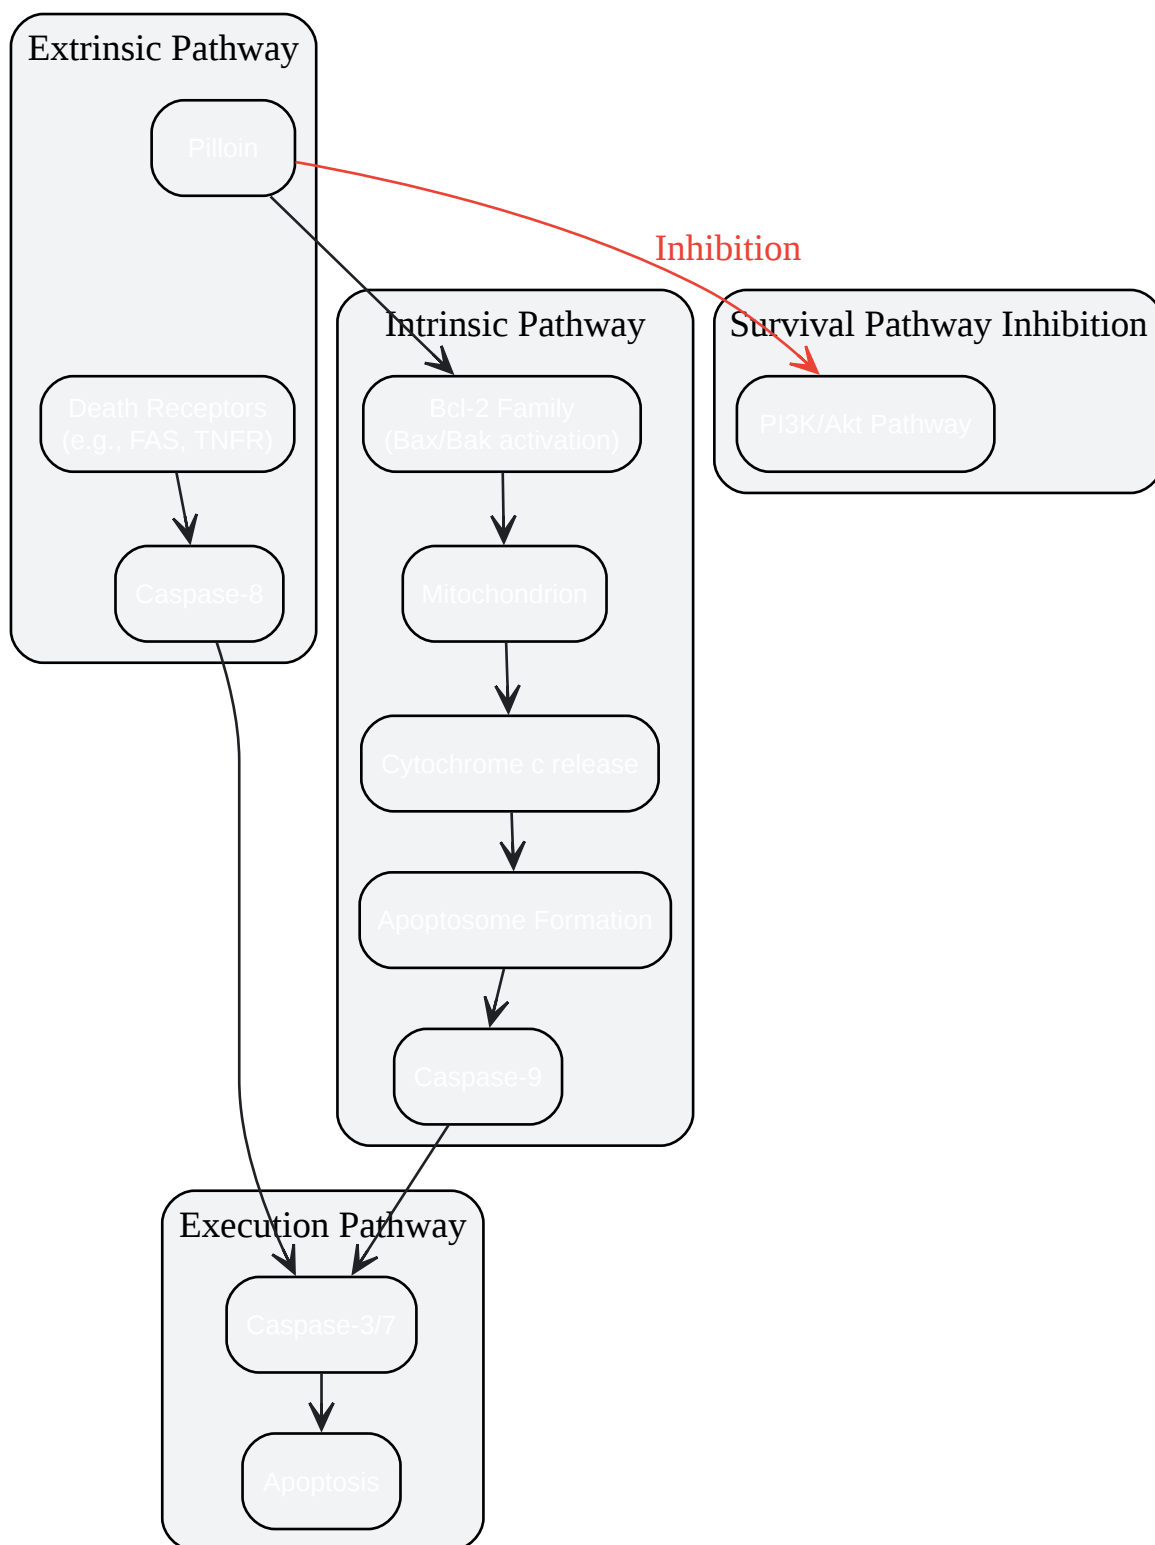 Extrinsic Pathway
Pilloin
Inhibition
Intrinsic Pathway
Survival Pathway Inhibition
Death Receptors
(e.g., FAS, TNFR)
Bcl-2 Family
(Bax/Bak activation)
PI3K/Akt Pathway
Caspase-8
Mitochondrion
Cytochrome c release
Apoptosome Formation
Caspase-9
Execution Pathway
Caspase-3/7
Apoptosis